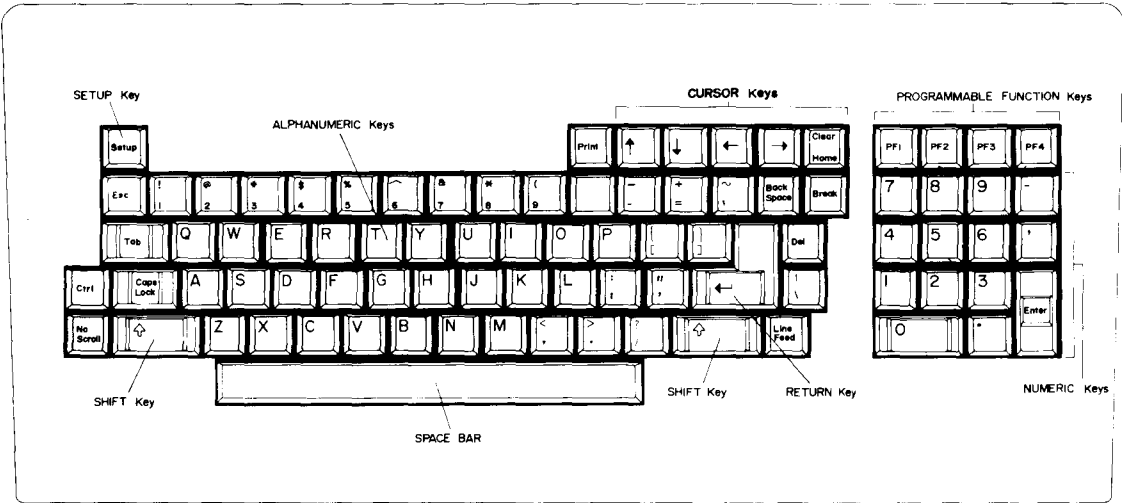 CURSOR Keys
SETUP Key
PROGRAMMABLE FUNCTION Keys
ALPHANUMERIC Keys
Setup
Print ↑ ↓ ← → Clear Home
PF1 PF2 PF3 PF4
Esc ! 1 @ 2 # 3 $ 4 % 5 ^ 6 & 7 * 8 ( 9 - - + = ~ \ Back Space Break
7 8 9 -
Tab Q W E R T Y U I O P [ ] Del
4 5 6 ,
Ctrl Caps Lock A S D F G H J K L : ; " ' ↵ \
1 2 3 Enter
No Scroll ⇧ Z X C V B N M < , > . ? ⇧ Line Feed
0 .
SHIFT Key
SHIFT Key
RETURN Key
NUMERIC Keys
SPACE BAR